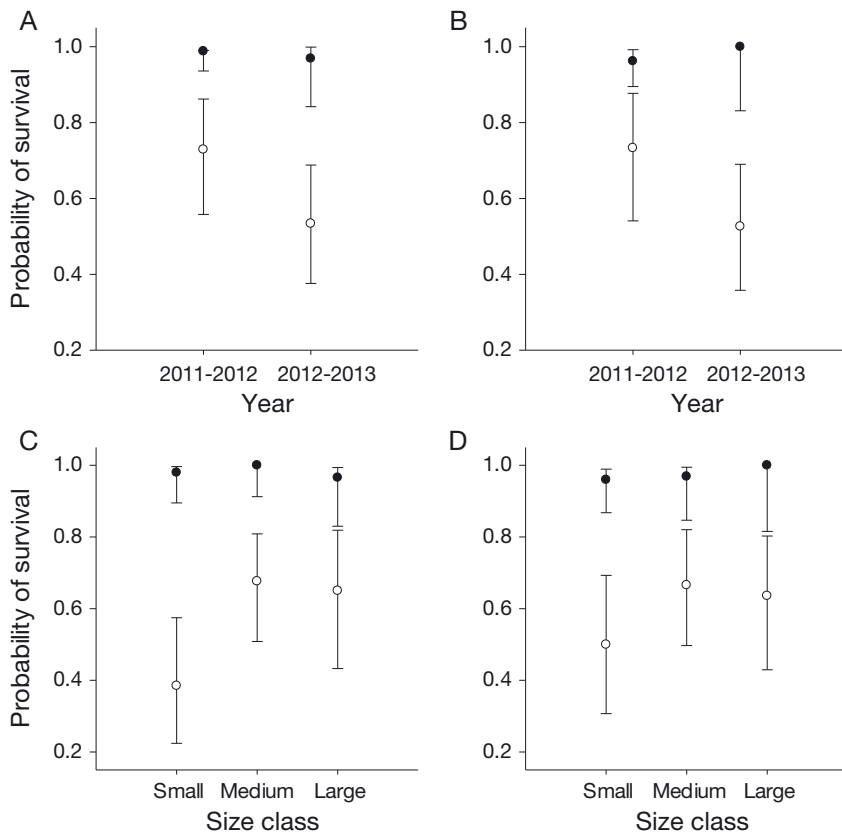 A
Probability of survival
1.0
0.8
0.6
0.4
0.2
2011-2012 2012-2013
Year
B
1.0
0.8
0.6
0.4
0.2
2011-2012 2012-2013
Year
C
Probability of survival
1.0
0.8
0.6
0.4
0.2
Small Medium Large
Size class
D
1.0
0.8
0.6
0.4
0.2
Small Medium Large
Size class